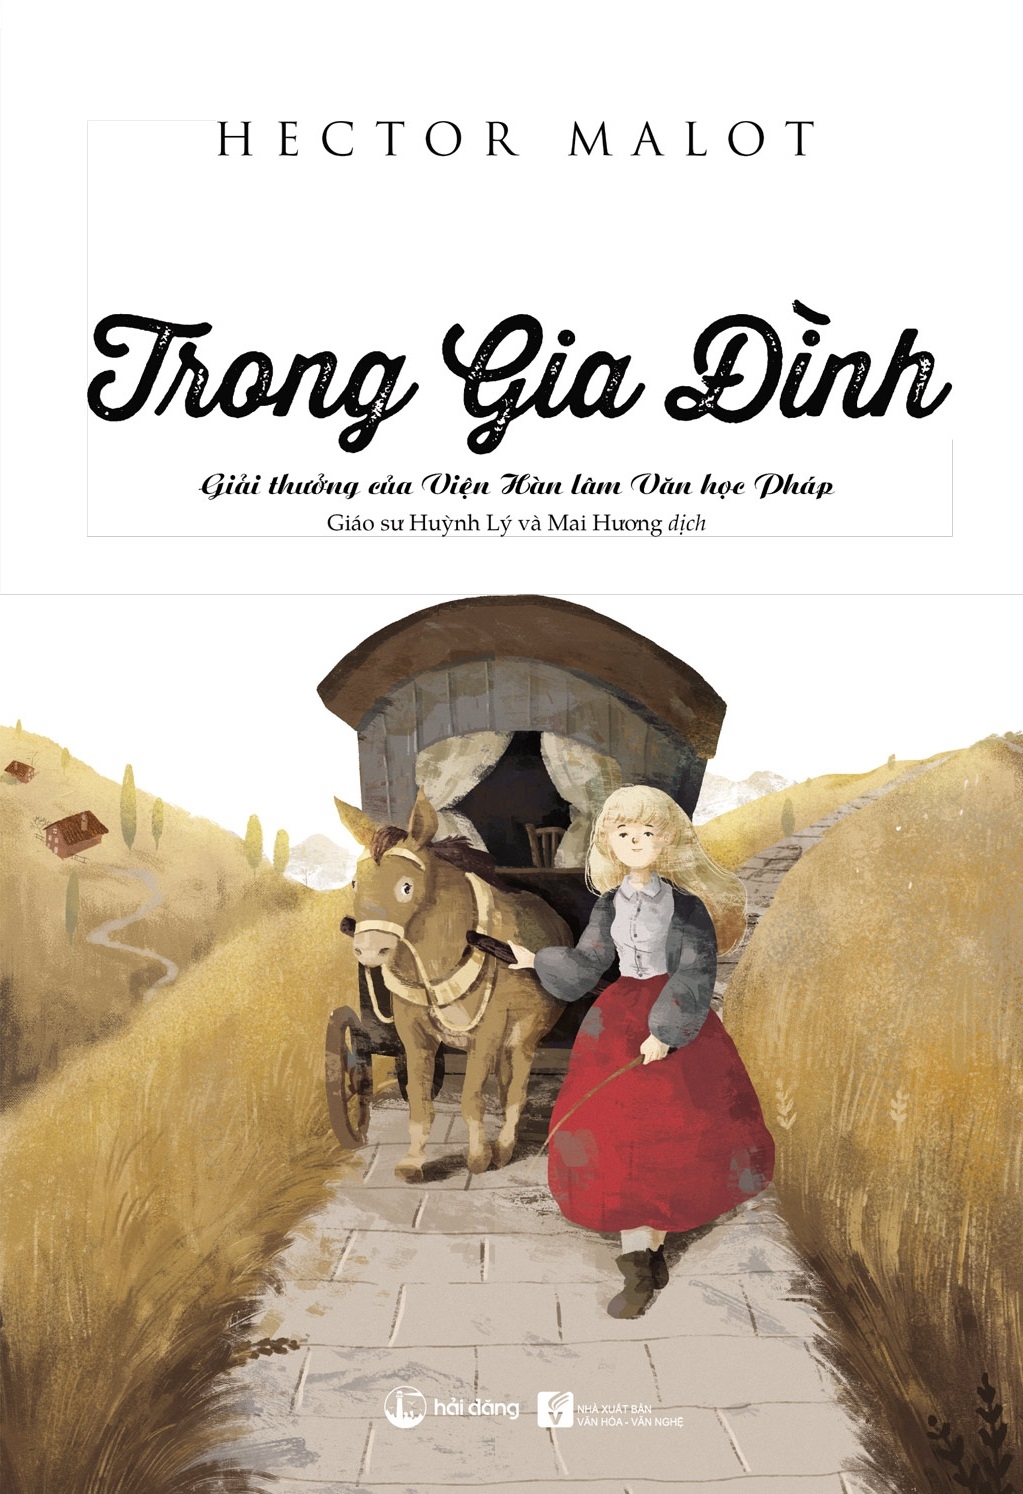 HECTOR MALOT
Trong Gia Đình
Giải thưởng của Viện Hàn lâm Văn học Pháp
Giáo sư Huỳnh Lý và Mai Hương dịch
hải đăng
NHÀ XUẤT BẢN
VĂN HÓA - VĂN NGHỆ